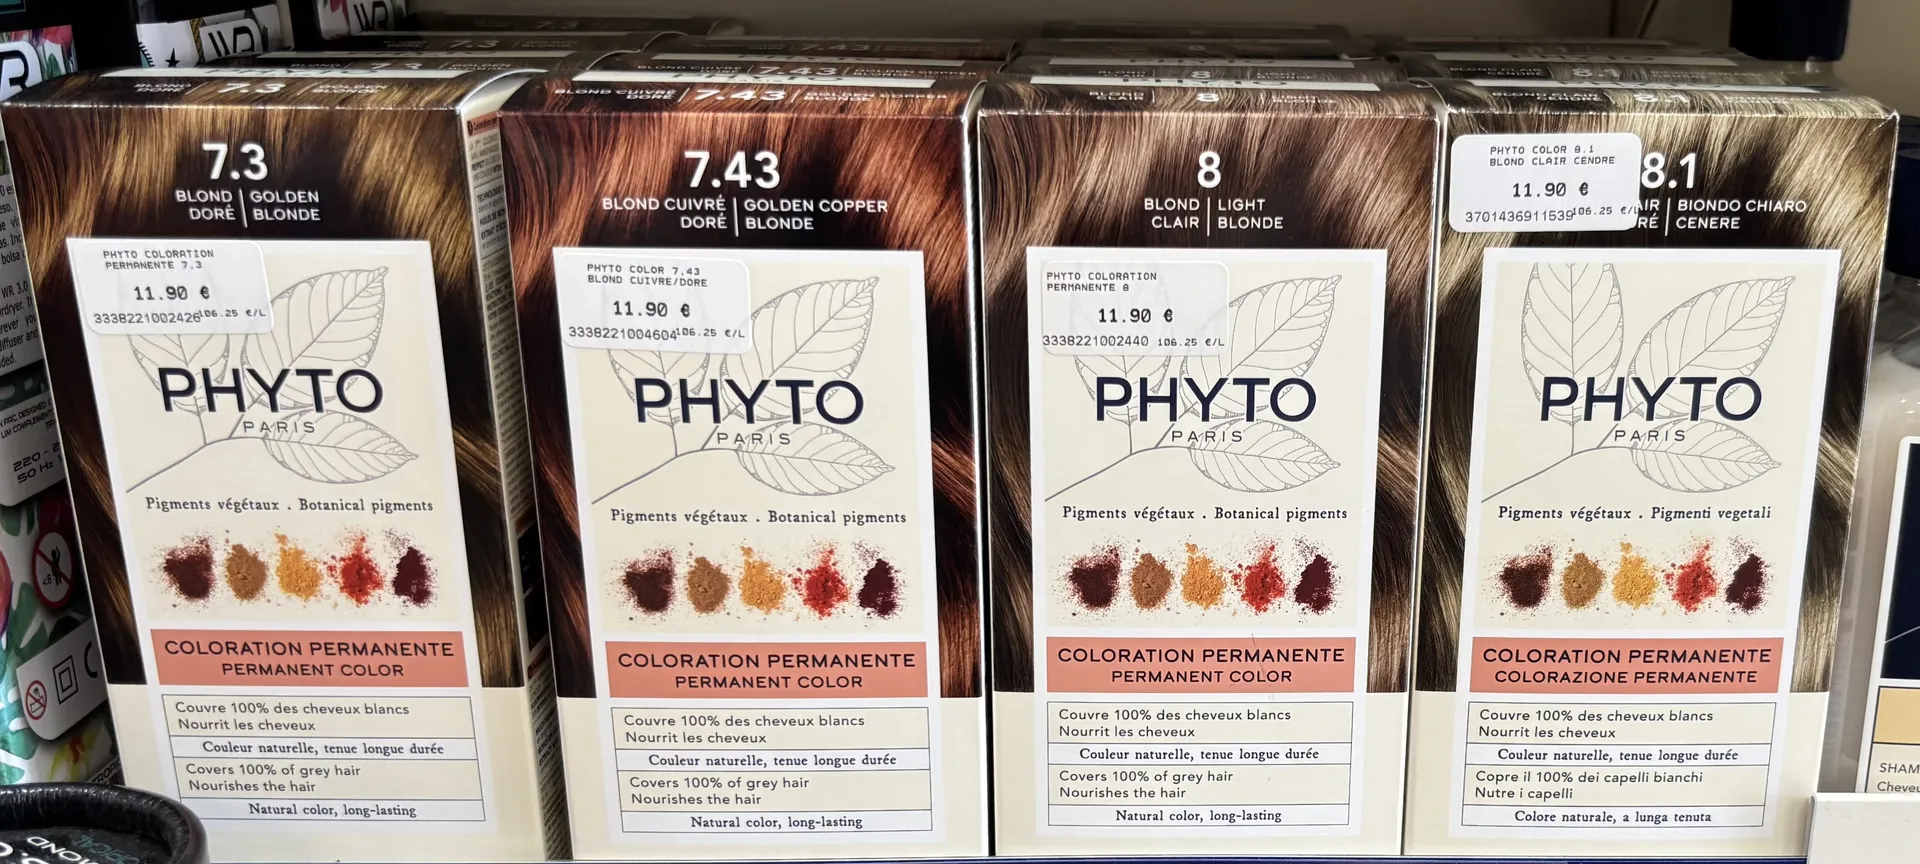 PHYTO
7.3
BLOND DORÉ | GOLDEN BLONDE
PHYTO COLORATION
PERMANENTE 7.3
11.90 €
3338221002426 106.25 €/L
PHYTO
PARIS
Pigments végétaux . Botanical pigments
COLORATION PERMANENTE
PERMANENT COLOR
Couvre 100% des cheveux blancs
Nourrit les cheveux
Couleur naturelle, tenue longue durée
Covers 100% of grey hair
Nourishes the hair
Natural color, long-lasting
BLOND CUIVRÉ DORÉ | 7.43 | GOLDEN COPPER BLONDE
7.43
BLOND CUIVRÉ DORÉ | GOLDEN COPPER BLONDE
PHYTO COLOR 7,43
BLOND CUIVRE/DORE
11.90 €
3338221004604 106.25 €/L
PHYTO
PARIS
Pigments végétaux . Botanical pigments
COLORATION PERMANENTE
PERMANENT COLOR
Couvre 100% des cheveux blancs
Nourrit les cheveux
Couleur naturelle, tenue longue durée
Covers 100% of grey hair
Nourishes the hair
Natural color, long-lasting
8
BLOND CLAIR | LIGHT BLONDE
PHYTO COLORATION
PERMANENTE 8
11.90 €
3338221002440 106.25 €/L
PHYTO
PARIS
Pigments végétaux . Botanical pigments
COLORATION PERMANENTE
PERMANENT COLOR
Couvre 100% des cheveux blancs
Nourrit les cheveux
Couleur naturelle, tenue longue durée
Covers 100% of grey hair
Nourishes the hair
Natural color, long-lasting
PHYTO COLOR 8.1
BLOND CLAIR CENDRE
11.90 €
3701436911539 106.25 €/L
8.1
BIONDO CHIARO
CENERE
PHYTO
PARIS
Pigments végétaux . Pigmenti vegetali
COLORATION PERMANENTE
COLORAZIONE PERMANENTE
Couvre 100% des cheveux blancs
Nourrit les cheveux
Couleur naturelle, tenue longue durée
Copre il 100% dei capelli bianchi
Nutre i capelli
Colore naturale, a lunga tenuta